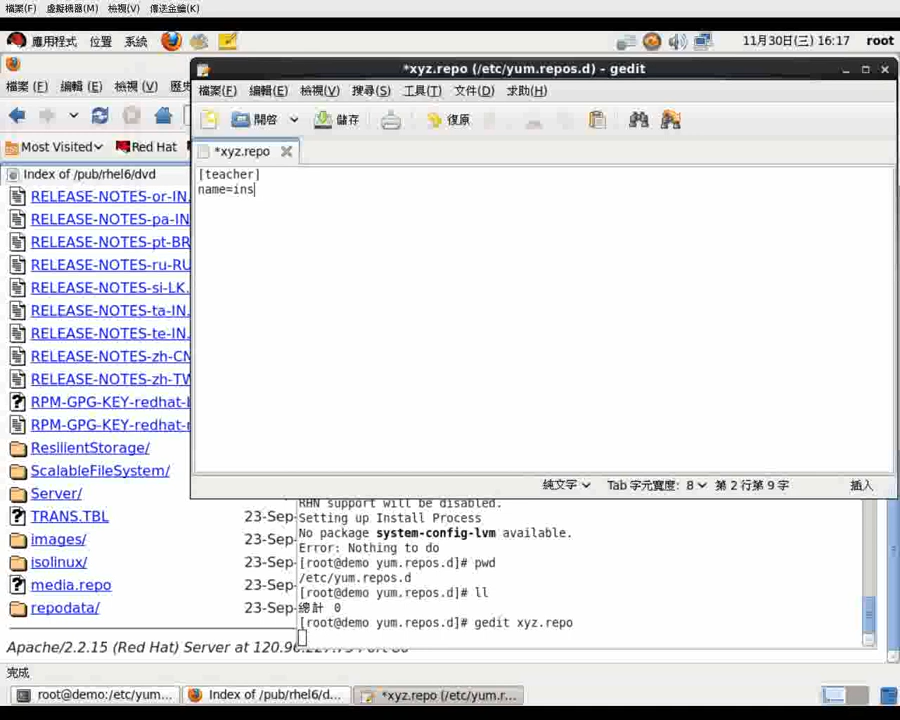 檔案(F) 虛擬機器(M) 檢視(V) 傳送金鑰(K)
應用程式 位置 系統 11月30日(三) 16:17 root
*xyz.repo (/etc/yum.repos.d) - gedit
檔案(F) 編輯(E) 檢視(V) 搜尋(S) 工具(T) 文件(D) 求助(H)
檔案 (F) 編輯 (E) 檢視 (V) 歷史
開啓 儲存 復原
Most Visited Red Hat
*xyz.repo
Index of /pub/rhel6/dvd
[teacher]
name=ins
RELEASE-NOTES-or-IN.
RELEASE-NOTES-pa-IN
RELEASE-NOTES-pt-BR
RELEASE-NOTES-ru-RU
RELEASE-NOTES-si-LK.
RELEASE-NOTES-ta-IN.
RELEASE-NOTES-te-IN.
RELEASE-NOTES-zh-CN
RELEASE-NOTES-zh-TW
RPM-GPG-KEY-redhat-
RPM-GPG-KEY-redhat-
ResilientStorage/
ScalableFileSystem/
Server/
TRANS.TBL 23-Sep-
images/ 23-Sep-
isolinux/ 23-Sep-
media.repo 23-Sep-
repodata/ 23-Sep-
Apache/2.2.15 (Red Hat) Server at
純文字 Tab 字元寬度: 8 第 2 行第 9 字 插入
RHN support will be disabled.
Setting up Install Process
No package system-config-lvm available.
Error: Nothing to do
[root@demo yum.repos.d]# pwd
/etc/yum.repos.d
[root@demo yum.repos.d]# ll
總計 0
[root@demo yum.repos.d]# gedit xyz.repo
完成
root@demo:/etc/yum... Index of /pub/rhel6/d... *xyz.repo (/etc/yum.r...